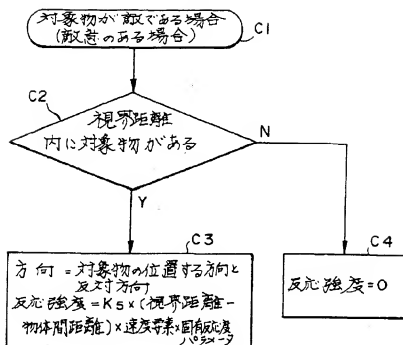 対象物が敵である場合
(敵意のある場合)
C1
C2
視界距離
内に対象物がある
N
Y
C3
方向 = 対象物の位置する方向と
反対方向
反応強度 = Ks × (視界距離 -
物体間距離) × 速度要素 × 固有反応度
パラメータ
C4
反応強度 = 0